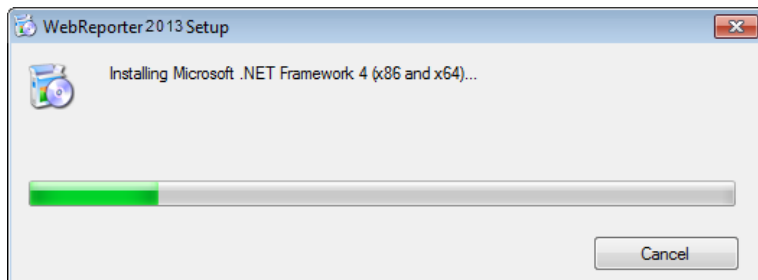 WebReporter 2013 Setup
Installing Microsoft .NET Framework 4 (x86 and x64)...
Cancel